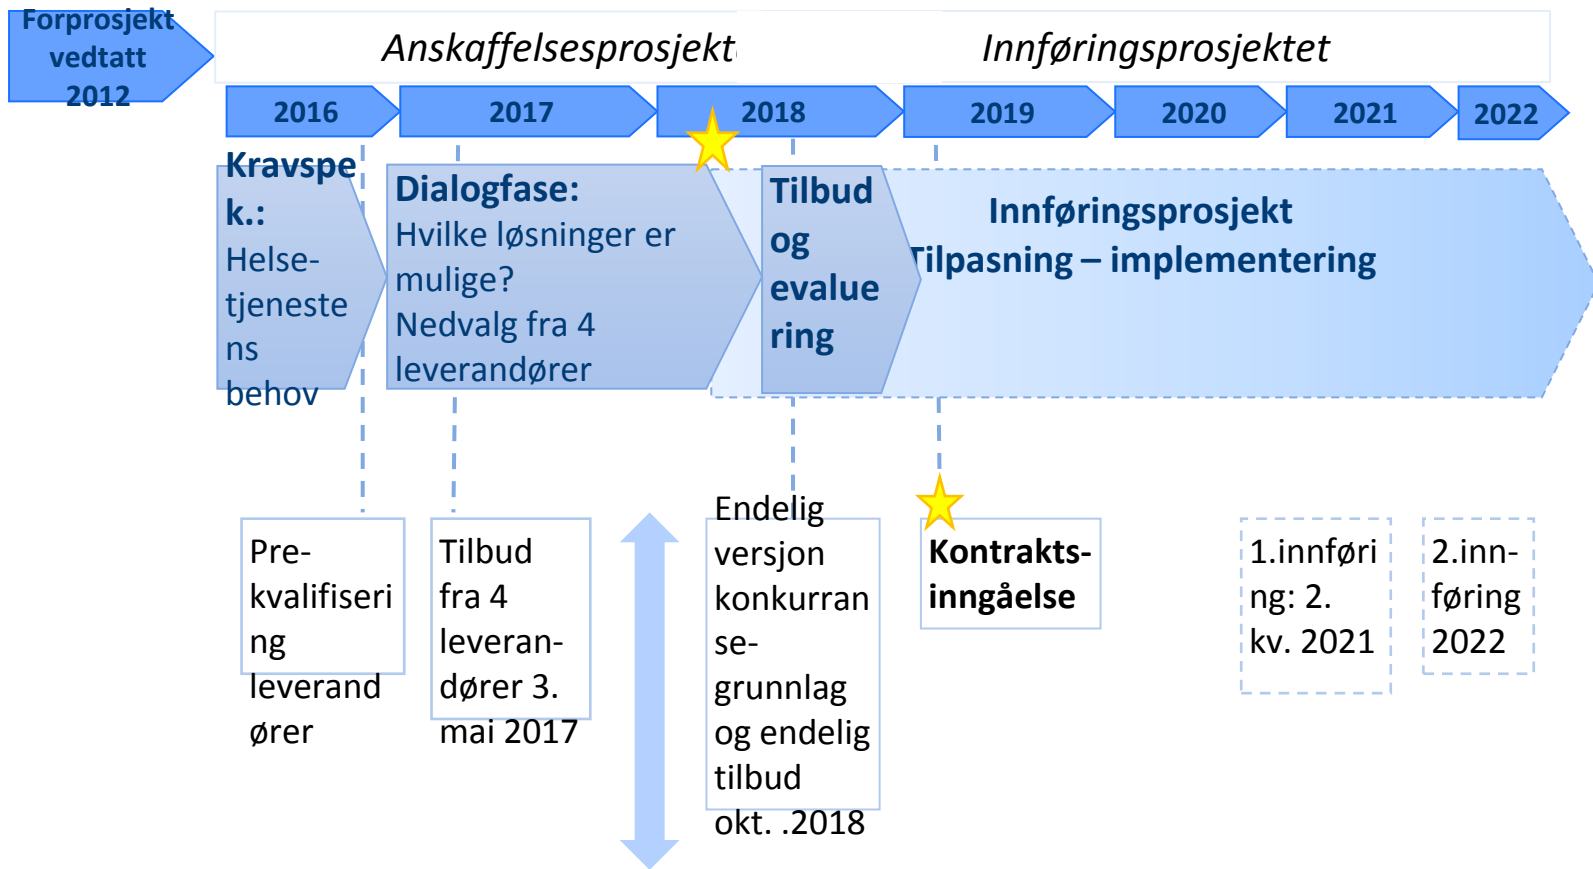 Forprosjekt
vedtatt
2012
Anskaffelsesprosjekt
Innføringsprosjektet
2016
2017
2018
2019
2020
2021
2022
Kravspe
k.:
Helse-
tjeneste
ns
behov
Dialogfase:
Hvilke løsninger er
mulige?
Nedvalg fra 4
leverandører
Tilbud
og
evalue
ring
Innføringsprosjekt
Tilpasning – implementering
Pre-
kvalifiseri
ng
leverand
ører
Tilbud
fra 4
leveran-
dører 3.
mai 2017
Endelig
versjon
konkurran
se-
grunnlag
og endelig
tilbud
okt. .2018
Kontrakts-
inngåelse
1.innføri
ng: 2.
kv. 2021
2.inn-
føring
2022